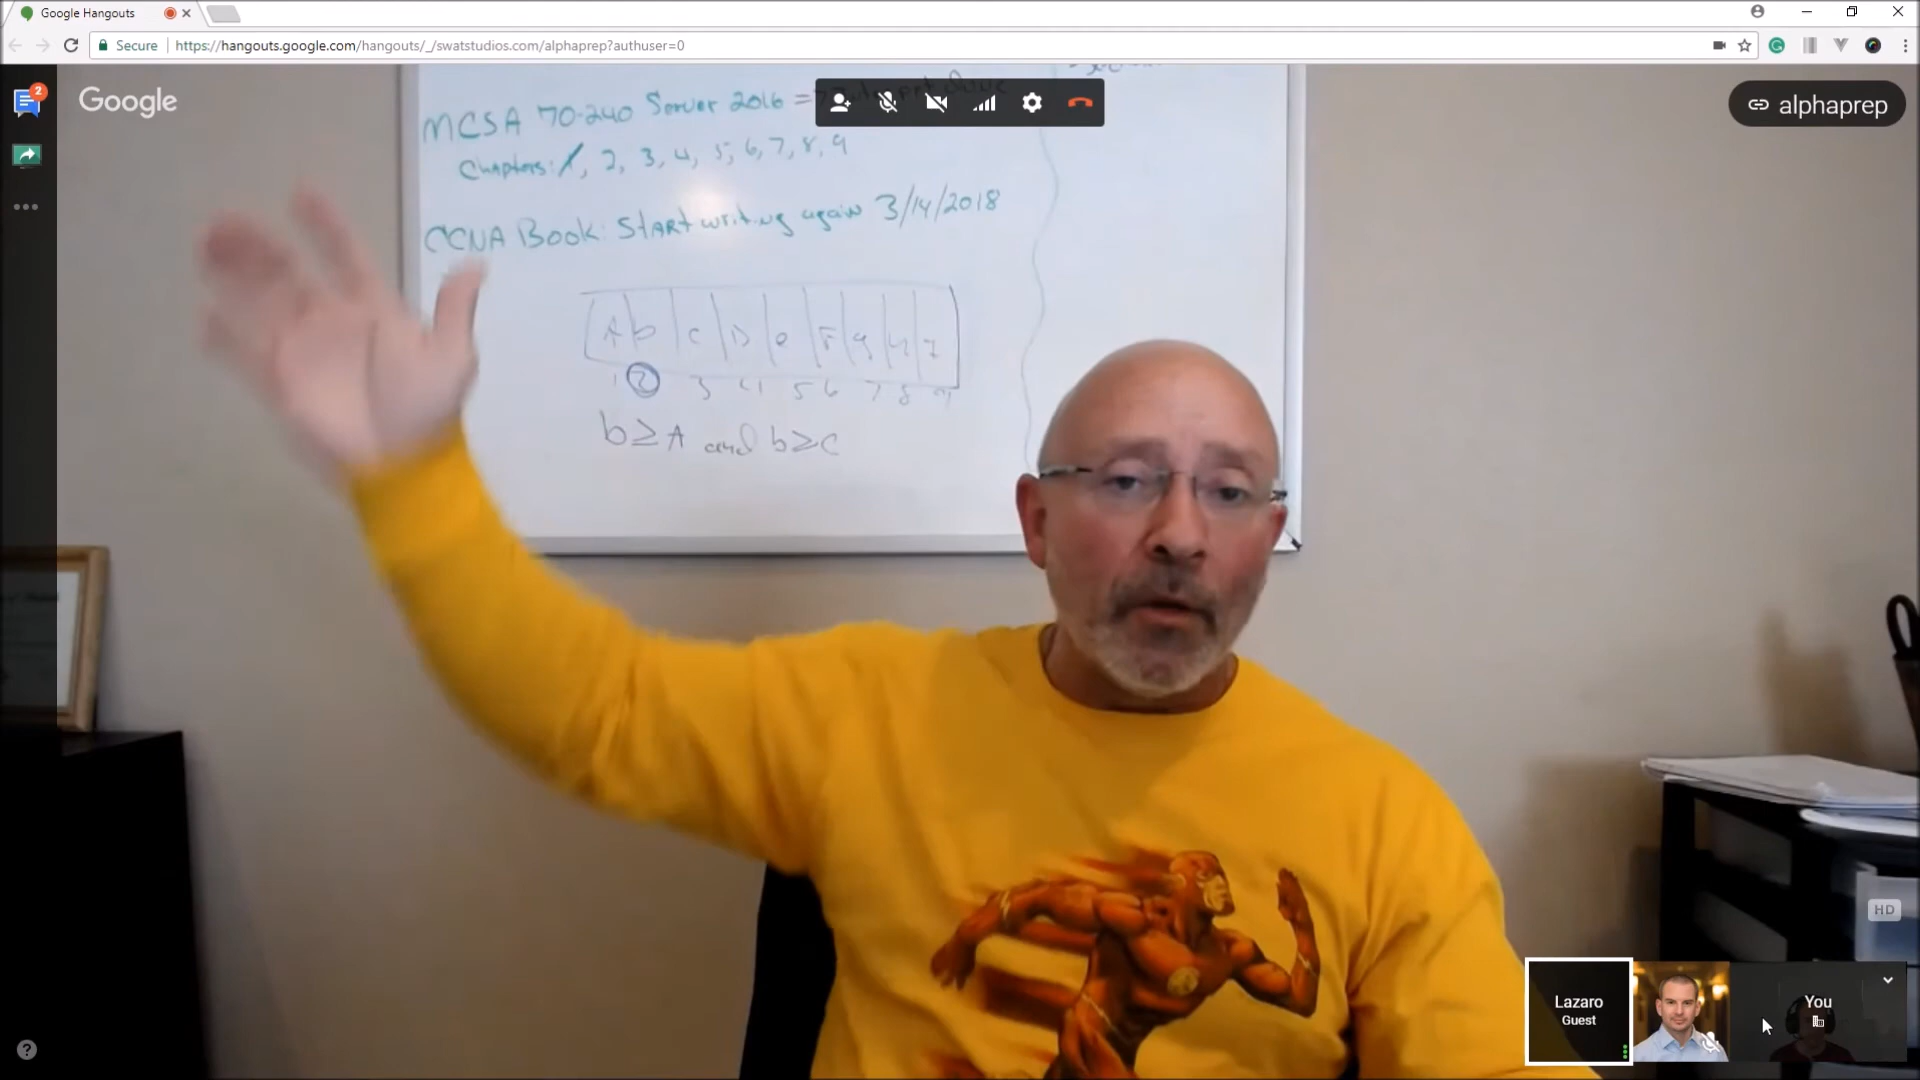 Google Hangouts
Secure https://hangouts.google.com/hangouts/_/swatstudios.com/alphaprep?authuser=0
2
Google
alphaprep
MCSA 70-240 Server 2016 =
Chapters: 1, 2, 3, 4, 5, 6, 7, 8, 9
CCNA Book: Start writing again 3/14/2018
A b C D e F g H I
1 2 3 4 5 6 7 8 9
b ≥ A and b ≥ C
HD
Lazaro
Guest
You